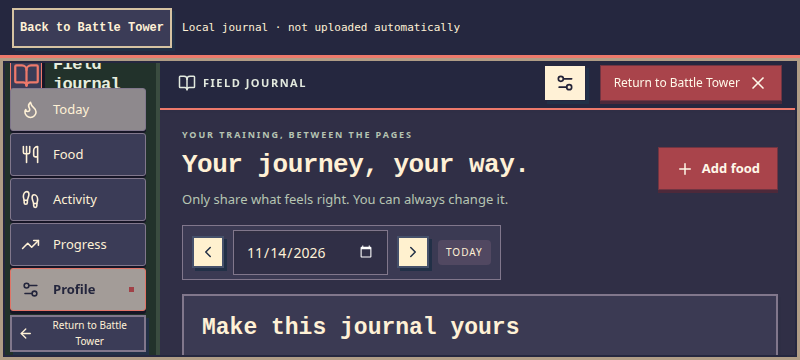 Back to Battle Tower
Local journal · not uploaded automatically
Field
journal
Today
Food
Activity
Progress
Profile
Return to Battle
Tower
FIELD JOURNAL
Return to Battle Tower
YOUR TRAINING, BETWEEN THE PAGES
Your journey, your way.
Only share what feels right. You can always change it.
Add food
11/14/2026
TODAY
Make this journal yours